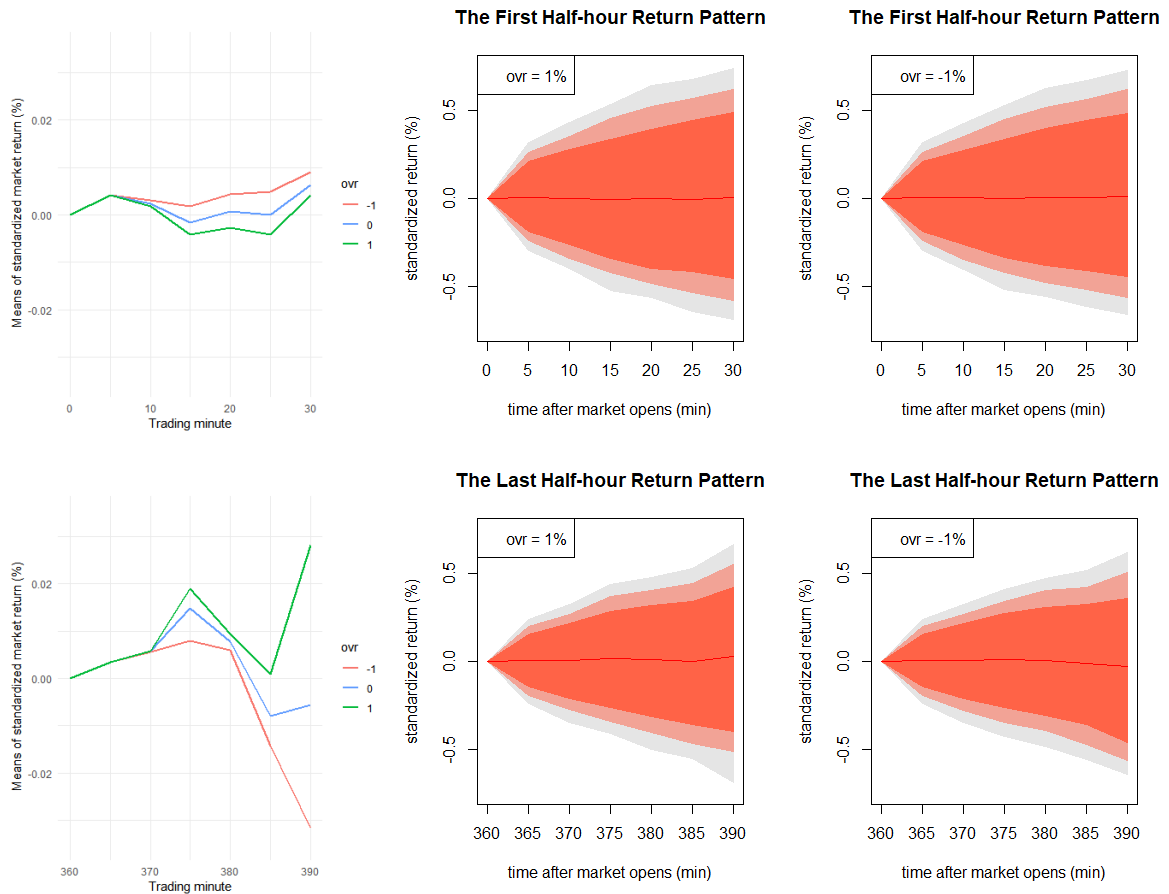 Means of standardized market return (%)
0.02
0.00
-0.02
0
10
20
30
Trading minute
ovr
-1
0
1
The First Half-hour Return Pattern
ovr = 1%
standardized return (%)
0.5
0.0
-0.5
0 5 10 15 20 25 30
time after market opens (min)
The First Half-hour Return Pattern
ovr = -1%
standardized return (%)
0.5
0.0
-0.5
0 5 10 15 20 25 30
time after market opens (min)
Means of standardized market return (%)
0.02
0.00
-0.02
360
370
380
390
Trading minute
ovr
-1
0
1
The Last Half-hour Return Pattern
ovr = 1%
standardized return (%)
0.5
0.0
-0.5
360 365 370 375 380 385 390
time after market opens (min)
The Last Half-hour Return Pattern
ovr = -1%
standardized return (%)
0.5
0.0
-0.5
360 365 370 375 380 385 390
time after market opens (min)